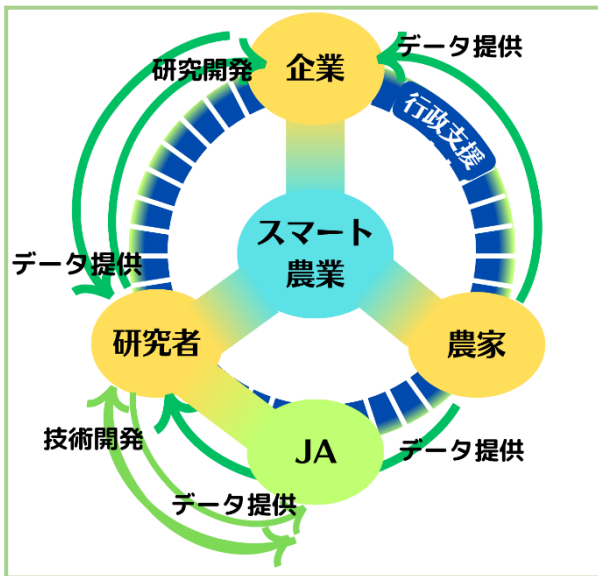 データ提供
企業
研究開発
行政支援
スマート
農業
データ提供
研究者
農家
技術開発
JA
データ提供
データ提供